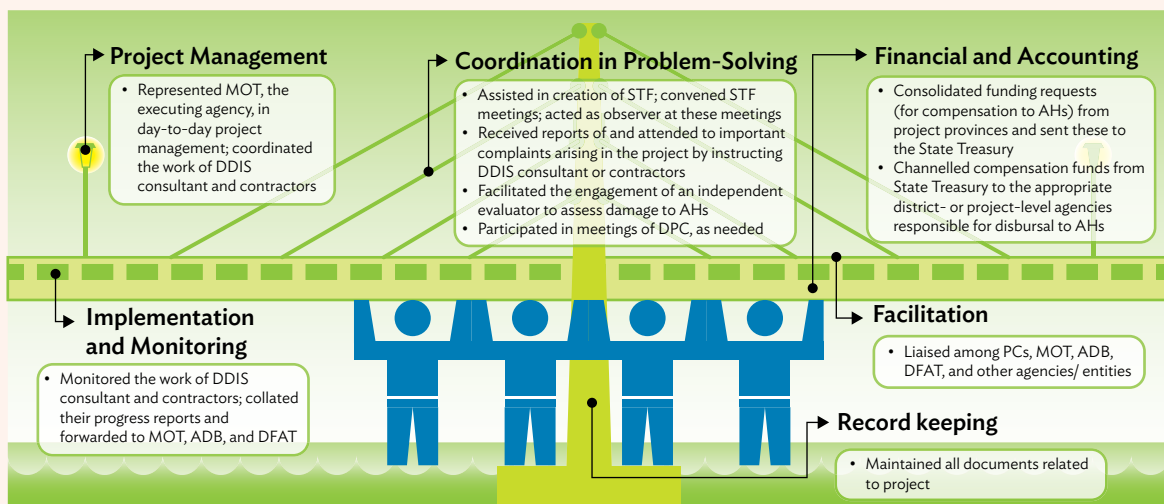 Project Management
• Represented MOT, the
executing agency, in
day-to-day project
management; coordinated
the work of DDIS
consultant and contractors
Coordination in Problem-Solving
• Assisted in creation of STF; convened STF
meetings; acted as observer at these meetings
• Received reports of and attended to important
complaints arising in the project by instructing
DDIS consultant or contractors
• Facilitated the engagement of an independent
evaluator to assess damage to AHs
• Participated in meetings of DPC, as needed
Financial and Accounting
• Consolidated funding requests
(for compensation to AHs) from
project provinces and sent these to
the State Treasury
• Channelled compensation funds from
State Treasury to the appropriate
district- or project-level agencies
responsible for disbursal to AHs
Implementation
and Monitoring
• Monitored the work of DDIS
consultant and contractors; collated
their progress reports and
forwarded to MOT, ADB, and DFAT
Facilitation
• Liaised among PCs, MOT, ADB,
DFAT, and other agencies/ entities
Record keeping
• Maintained all documents related
to project